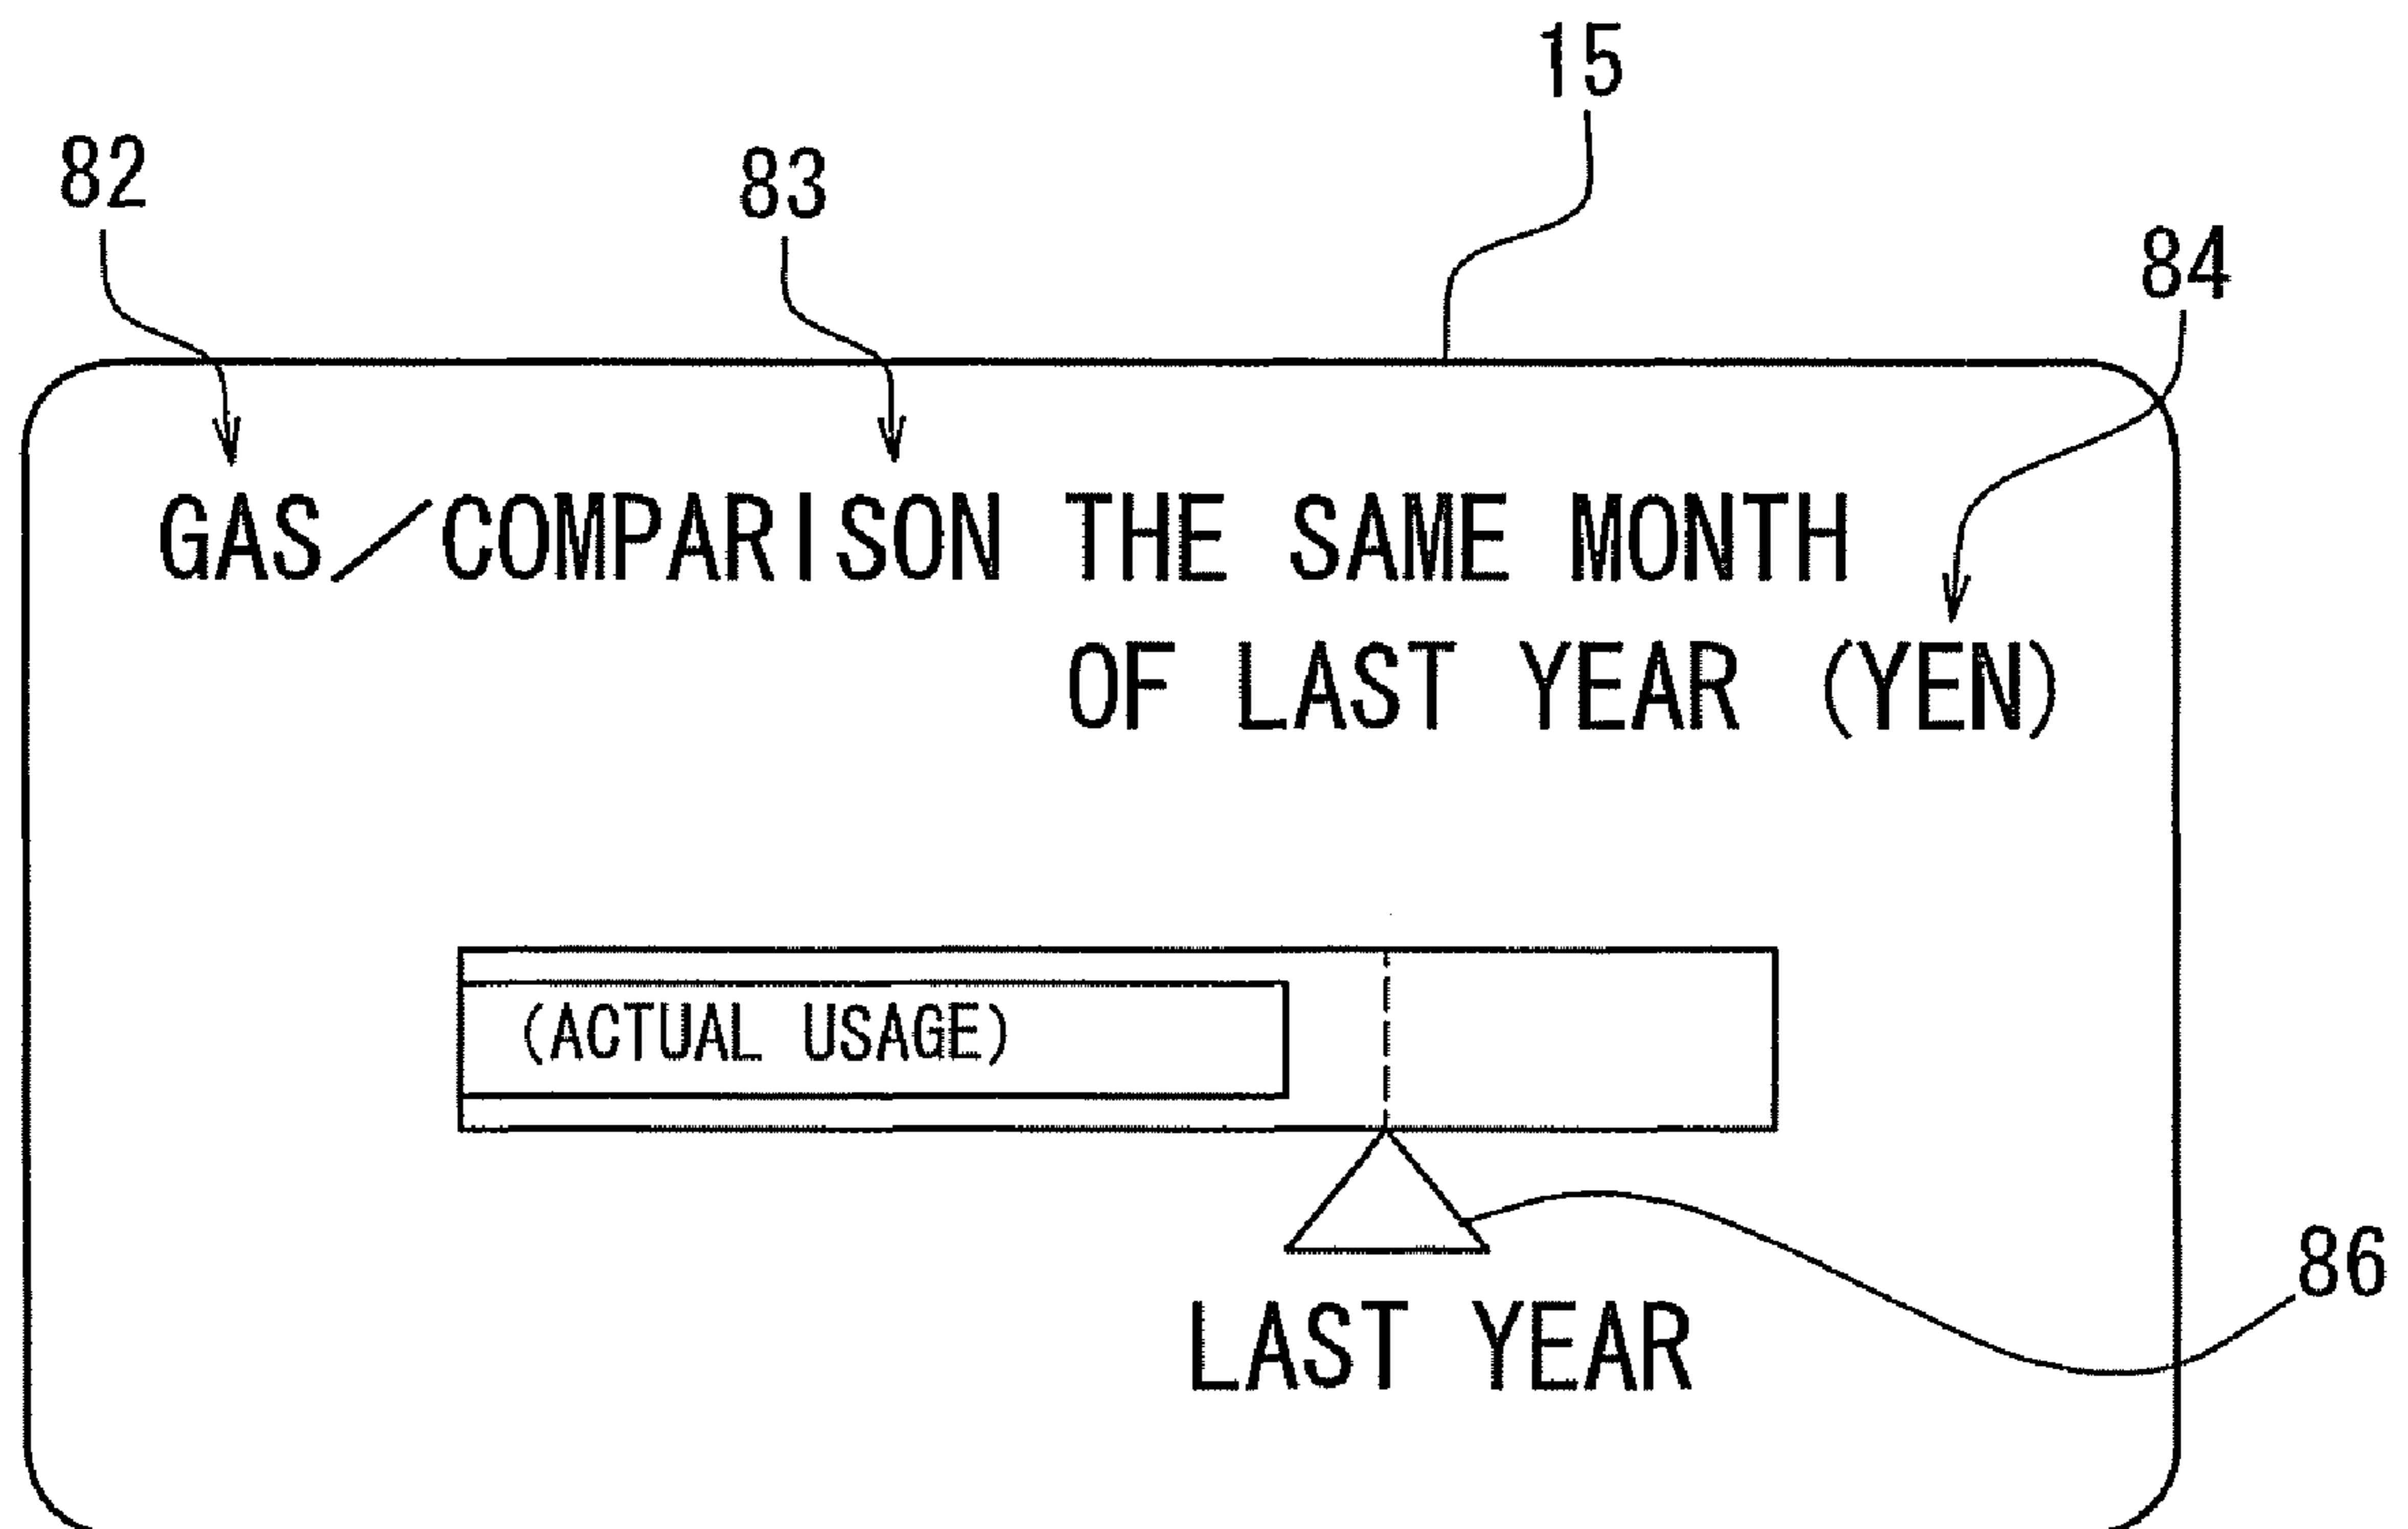 15
82
83
84
GAS/COMPARISON THE SAME MONTH
OF LAST YEAR (YEN)
(ACTUAL USAGE)
86
LAST YEAR